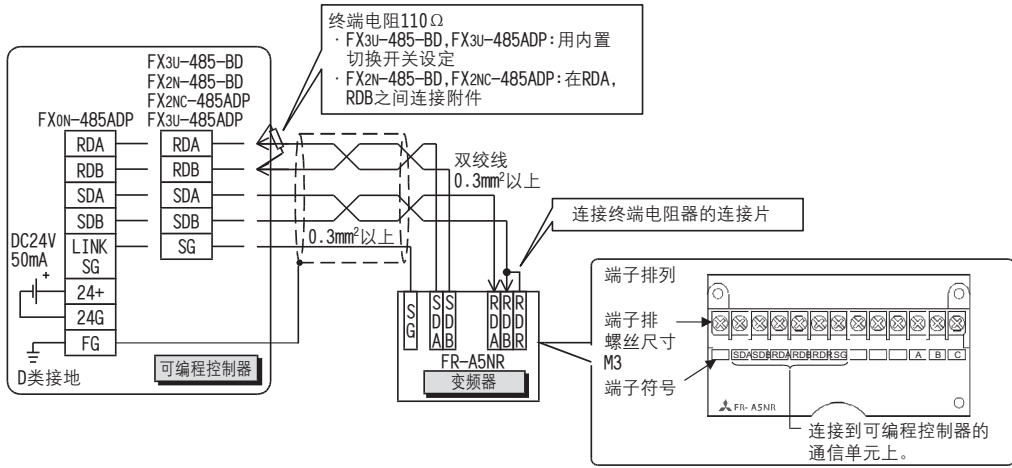 终端电阻110Ω
·FX3U-485-BD,FX3U-485ADP:用内置
切换开关设定
·FX2N-485-BD,FX2NC-485ADP:在RDA,
RDB之间连接附件
FX3U-485-BD
FX2N-485-BD
FX2NC-485ADP
FX0N-485ADP FX3U-485ADP
RDA RDA
RDB RDB
SDA SDA
SDB SDB
LINK SG
SG
DC24V
50mA
+
24+
24G
FG
D类接地
可编程控制器
双绞线
0.3mm²以上
0.3mm²以上
连接终端电阻器的连接片
SG SDA SDB RDA RDB RDR
FR-A5NR
变频器
端子排列
端子排
螺丝尺寸
M3
端子符号
SDA SDB RDA RDB RDR SG A B C
FR-A5NR
连接到可编程控制器的
通信单元上。